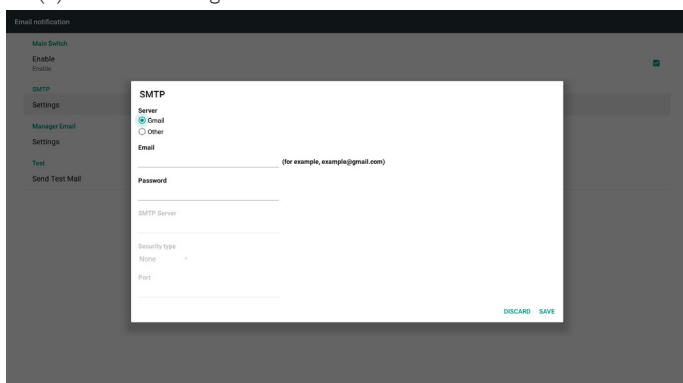 Email notification
Main Switch
Enable
Enable
SMTP
Settings
Manager Email
Settings
Test
Send Test Mail
SMTP
Server
Gmail
Other
Email
(for example, example@gmail.com)
Password
SMTP Server
Security type
None
Port
DISCARD SAVE